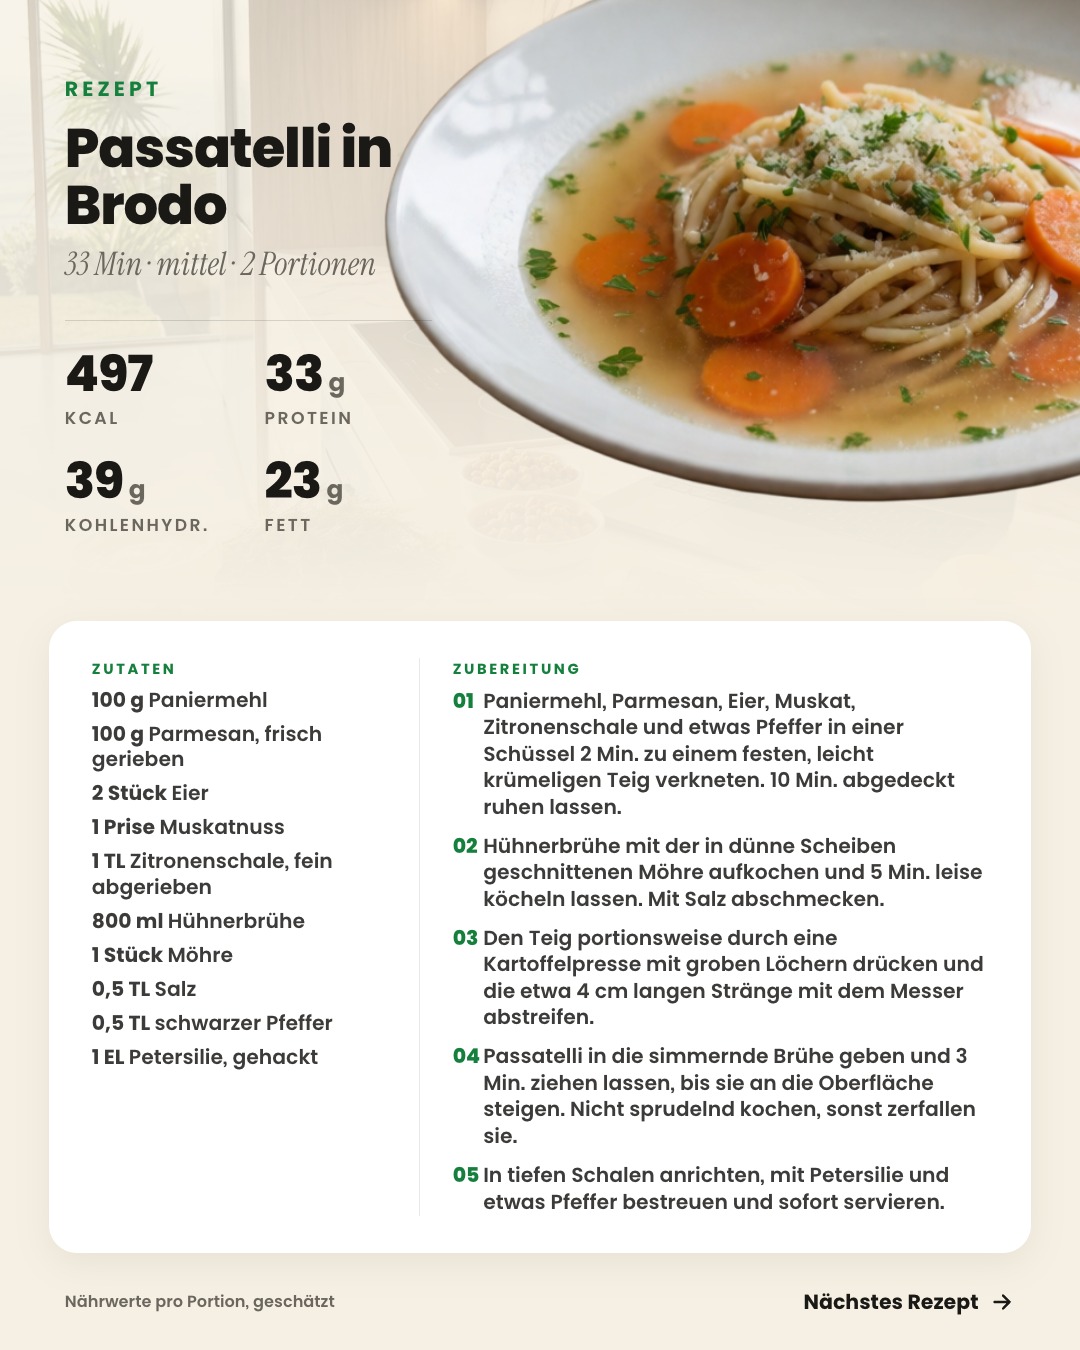 REZEPT
Passatelli in
Brodo
33 Min · mittel · 2 Portionen
497
KCAL
33 g
PROTEIN
39 g
KOHLENHYDR.
23 g
FETT
ZUTATEN
100 g Paniermehl
100 g Parmesan, frisch
gerieben
2 Stück Eier
1 Prise Muskatnuss
1 TL Zitronenschale, fein
abgerieben
800 ml Hühnerbrühe
1 Stück Möhre
0,5 TL Salz
0,5 TL schwarzer Pfeffer
1 EL Petersilie, gehackt
ZUBEREITUNG
01 Paniermehl, Parmesan, Eier, Muskat,
Zitronenschale und etwas Pfeffer in einer
Schüssel 2 Min. zu einem festen, leicht
krümeligen Teig verkneten. 10 Min. abgedeckt
ruhen lassen.
02 Hühnerbrühe mit der in dünne Scheiben
geschnittenen Möhre aufkochen und 5 Min. leise
köcheln lassen. Mit Salz abschmecken.
03 Den Teig portionsweise durch eine
Kartoffelpresse mit groben Löchern drücken und
die etwa 4 cm langen Stränge mit dem Messer
abstreifen.
04 Passatelli in die simmernde Brühe geben und 3
Min. ziehen lassen, bis sie an die Oberfläche
steigen. Nicht sprudelnd kochen, sonst zerfallen
sie.
05 In tiefen Schalen anrichten, mit Petersilie und
etwas Pfeffer bestreuen und sofort servieren.
Nährwerte pro Portion, geschätzt
Nächstes Rezept →